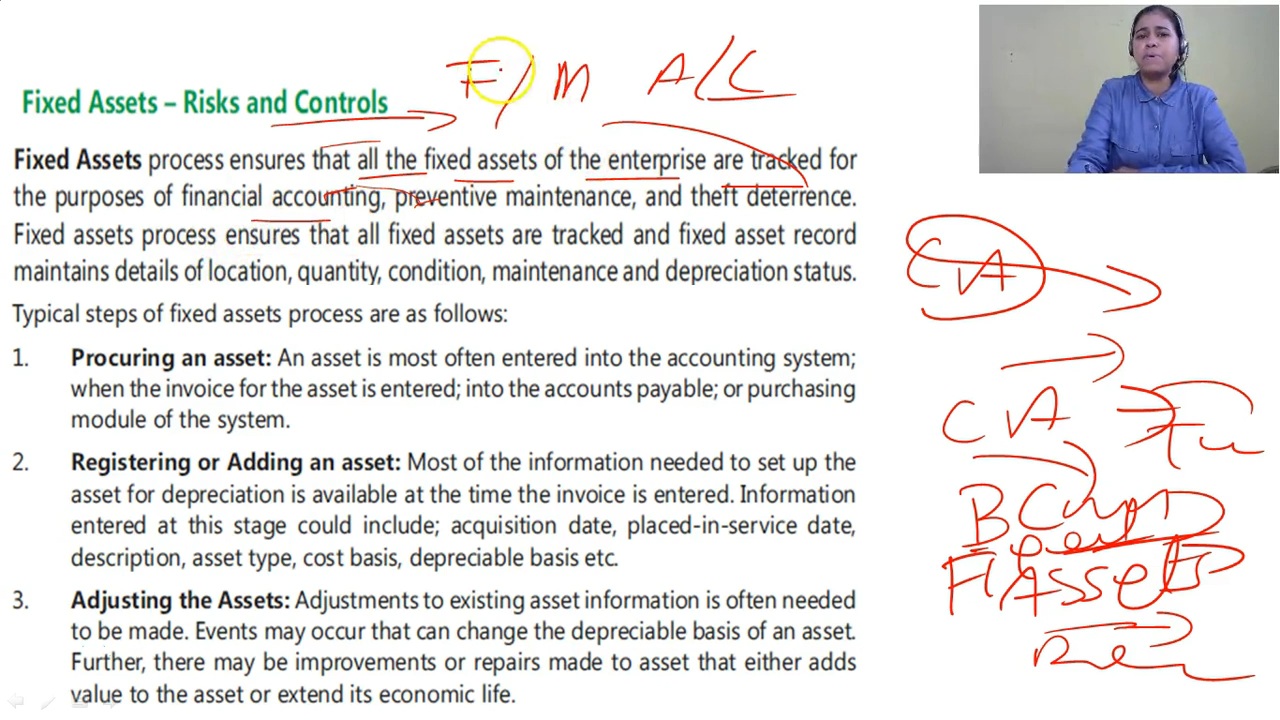 F/M A/C
Fixed Assets – Risks and Controls
Fixed Assets process ensures that all the fixed assets of the enterprise are tracked for
the purposes of financial accounting, preventive maintenance, and theft deterrence.
Fixed assets process ensures that all fixed assets are tracked and fixed asset record
maintains details of location, quantity, condition, maintenance and depreciation status.
Typical steps of fixed assets process are as follows:
1. Procuring an asset: An asset is most often entered into the accounting system;
when the invoice for the asset is entered; into the accounts payable; or purchasing
module of the system.
2. Registering or Adding an asset: Most of the information needed to set up the
asset for depreciation is available at the time the invoice is entered. Information
entered at this stage could include; acquisition date, placed-in-service date,
description, asset type, cost basis, depreciable basis etc.
3. Adjusting the Assets: Adjustments to existing asset information is often needed
to be made. Events may occur that can change the depreciable basis of an asset.
Further, there may be improvements or repairs made to asset that either adds
value to the asset or extend its economic life.
CVA
CVA
F/Assets